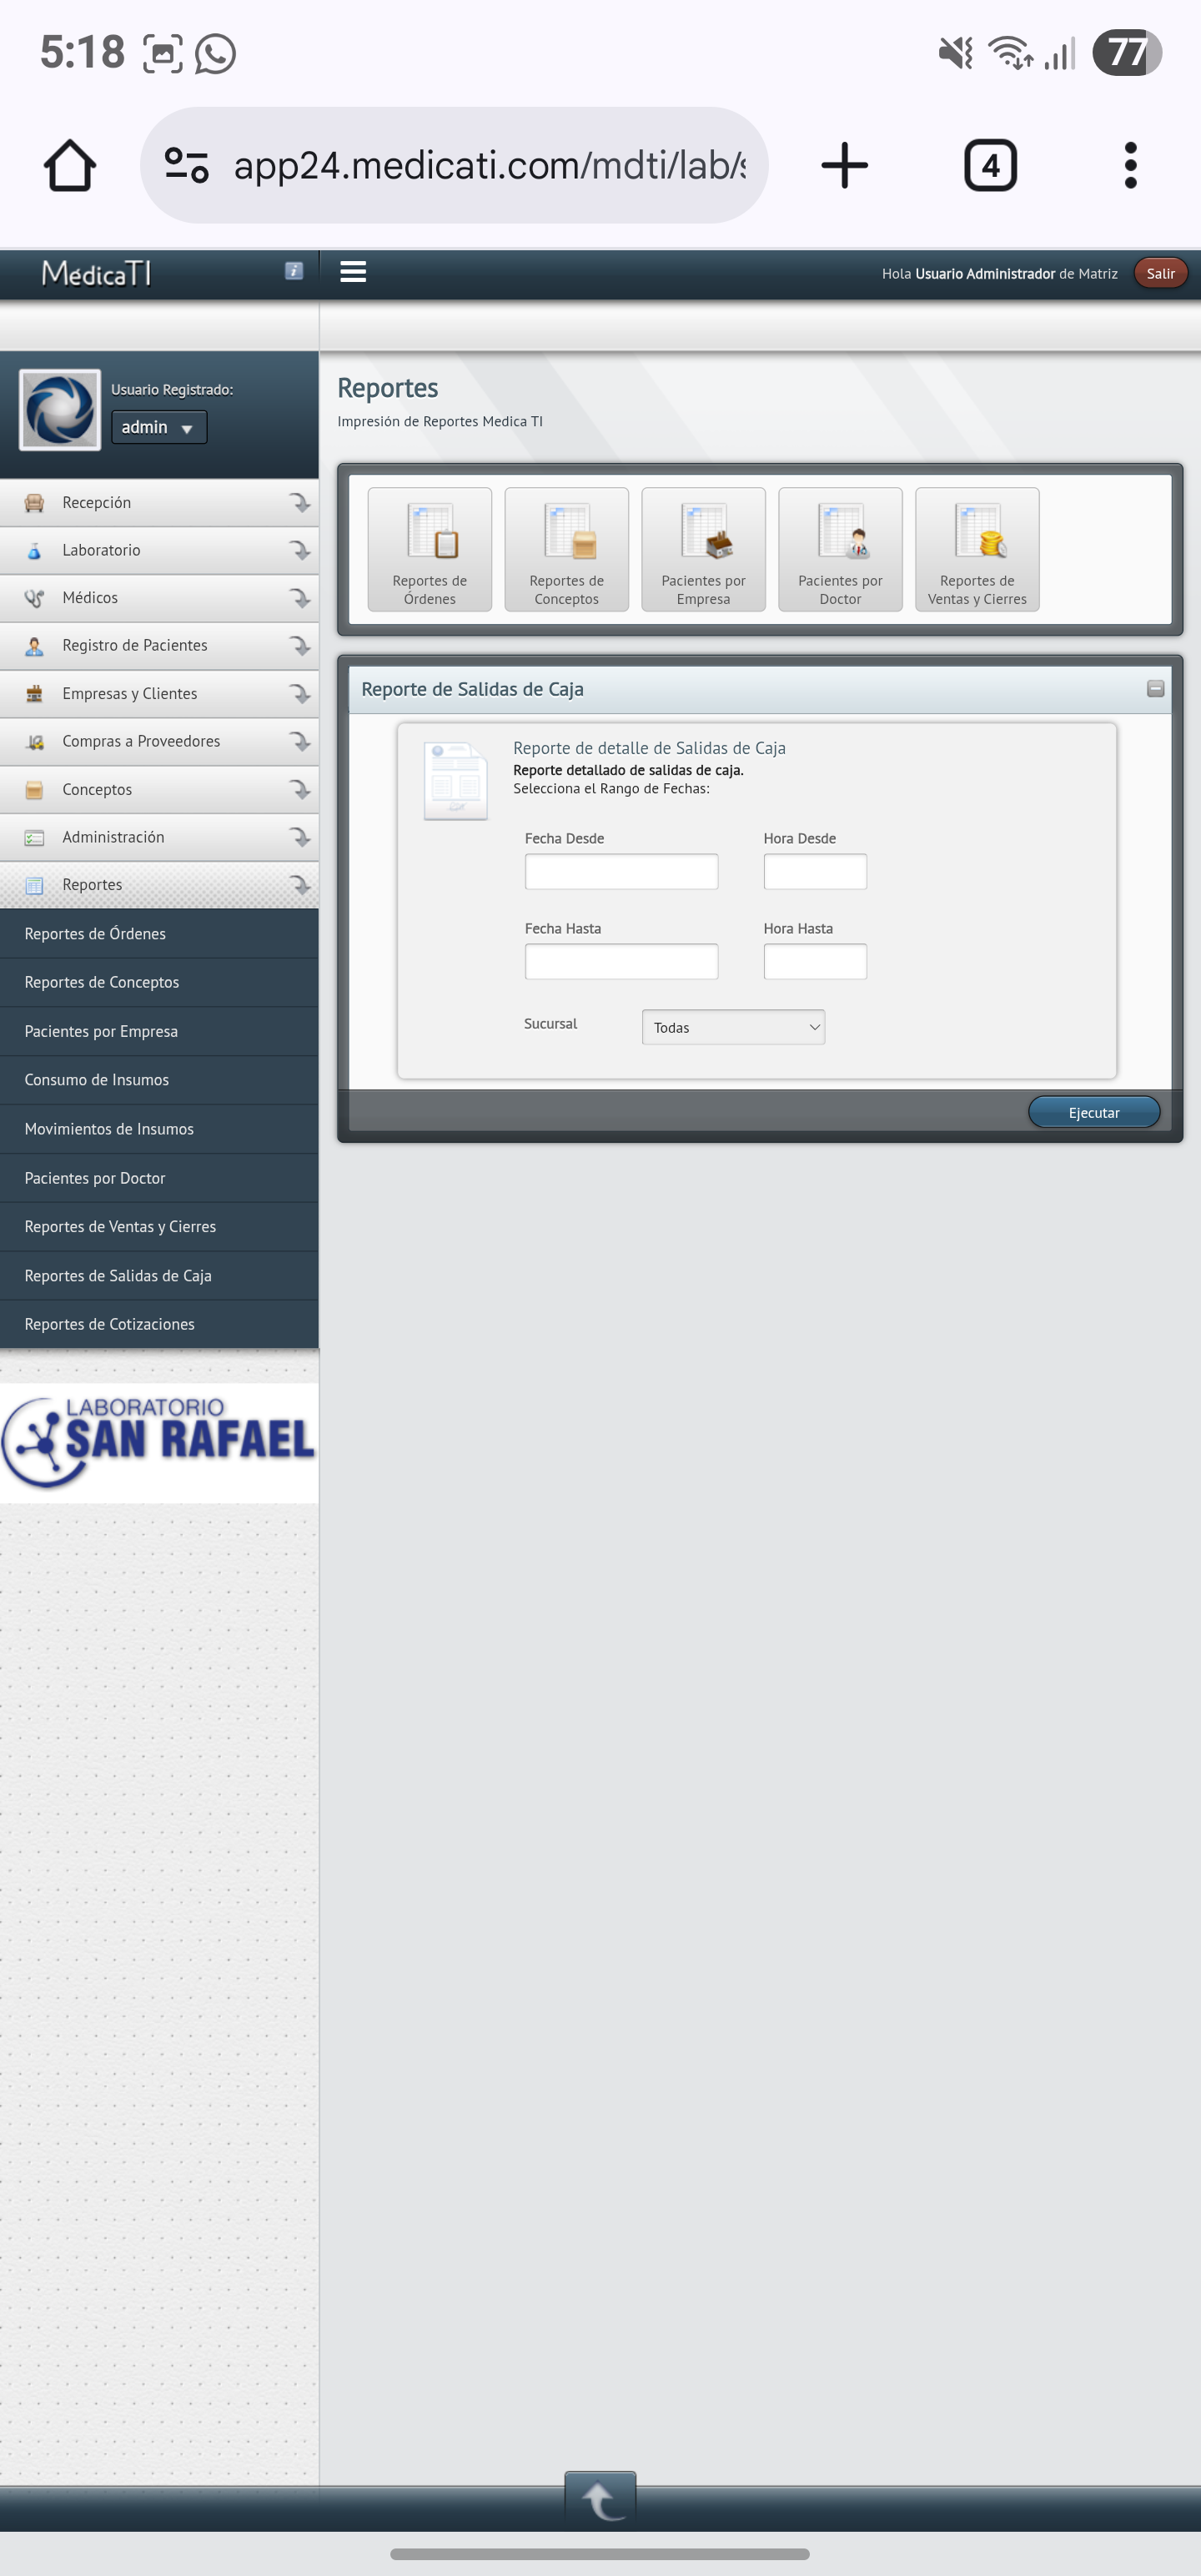 5:18
77
app24.medicati.com/mdti/lab/s
4
MedicaTI
Hola Usuario Administrador de Matriz
Salir
Usuario Registrado:
admin
Recepción
Laboratorio
Médicos
Registro de Pacientes
Empresas y Clientes
Compras a Proveedores
Conceptos
Administración
Reportes
Reportes de Órdenes
Reportes de Conceptos
Pacientes por Empresa
Consumo de Insumos
Movimientos de Insumos
Pacientes por Doctor
Reportes de Ventas y Cierres
Reportes de Salidas de Caja
Reportes de Cotizaciones
LABORATORIO
SAN RAFAEL
Reportes
Impresión de Reportes Medica TI
Reportes de
Órdenes
Reportes de
Conceptos
Pacientes por
Empresa
Pacientes por
Doctor
Reportes de
Ventas y Cierres
Reporte de Salidas de Caja
Reporte de detalle de Salidas de Caja
Reporte detallado de salidas de caja.
Selecciona el Rango de Fechas:
Fecha Desde
Hora Desde
Fecha Hasta
Hora Hasta
Sucursal
Todas
Ejecutar